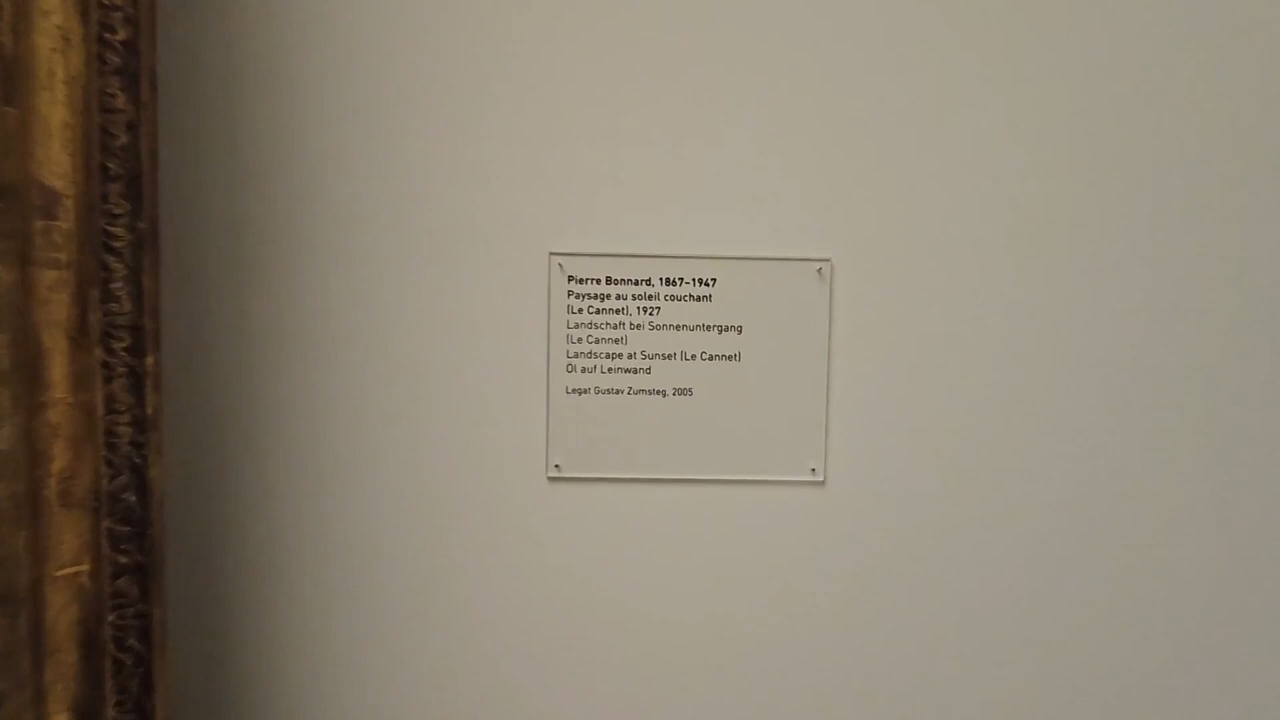 Pierre Bonnard, 1867–1947
Paysage au soleil couchant
(Le Cannet), 1927
Landschaft bei Sonnenuntergang
(Le Cannet)
Landscape at Sunset (Le Cannet)
Öl auf Leinwand
Legat Gustav Zumsteg, 2005